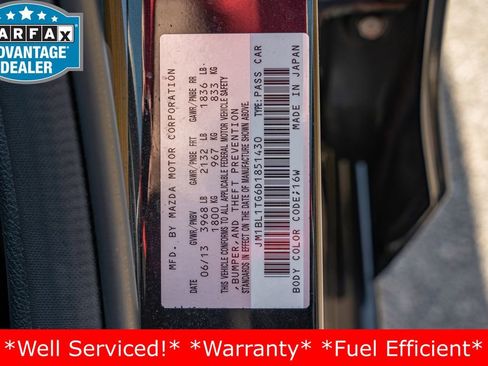 CARFAX
ADVANTAGE
DEALER
MFD. BY MAZDA MOTOR CORPORATION
GVWR/PNBV GAWR/PNBE FRT GAWR/PNBE RR
06/13 3968 LB 2132 LB 1836 LB
1800 KG 967 KG 833 KG
THIS VEHICLE CONFORMS TO ALL APPLICABLE FEDERAL MOTOR VEHICLE SAFETY
,BUMPER,AND THEFT PREVENTION
STANDARDS IN EFFECT ON THE DATE OF MANUFACTURE SHOWN ABOVE.
JM1BL1TG6D1851430 TYPE: PASS CAR
BODY COLOR CODE;16W MADE IN JAPAN
*Well Serviced!* *Warranty* *Fuel Efficient*